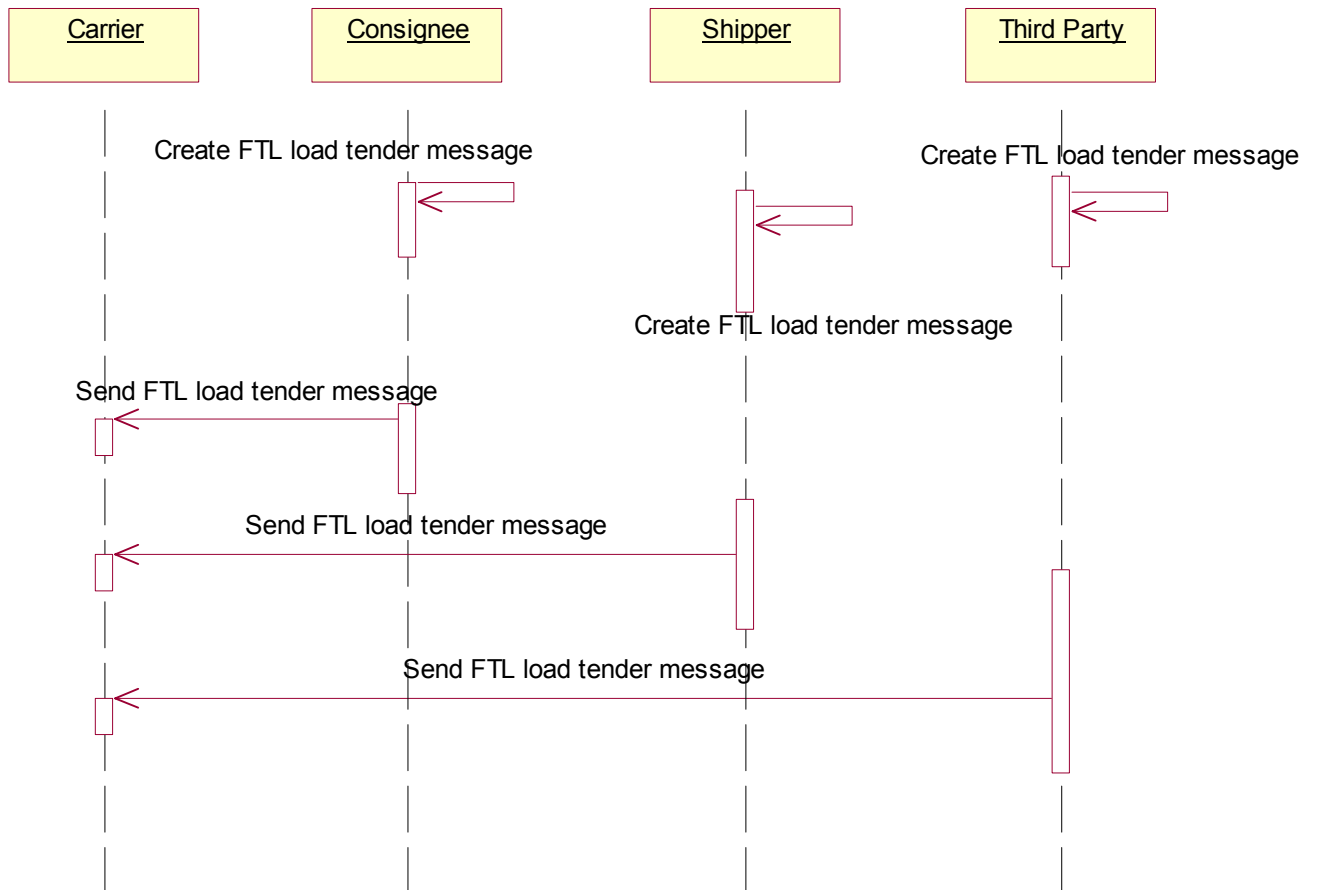 Carrier
Consignee
Shipper
Third Party
Create FTL load tender message
Create FTL load tender message
Create FTL load tender message
Send FTL load tender message
Send FTL load tender message
Send FTL load tender message